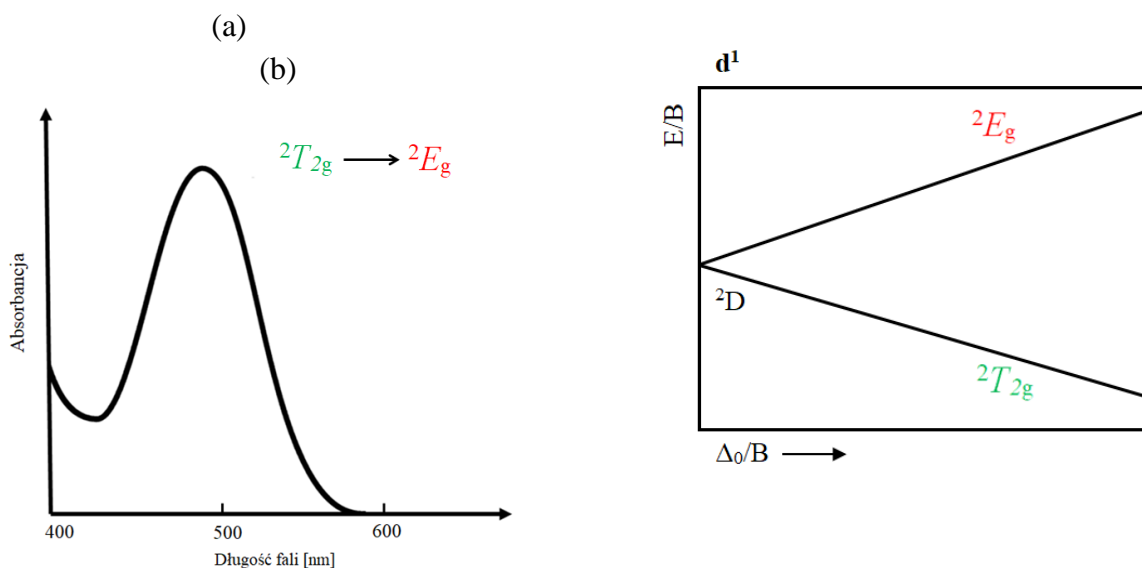 (a)
(b)
²T₂g ⟶ ²Eg
Absorbancja
400 500 600
Długość fali [nm]
d¹
E/B
²Eg
²D
²T₂g
Δ₀/B ⟶